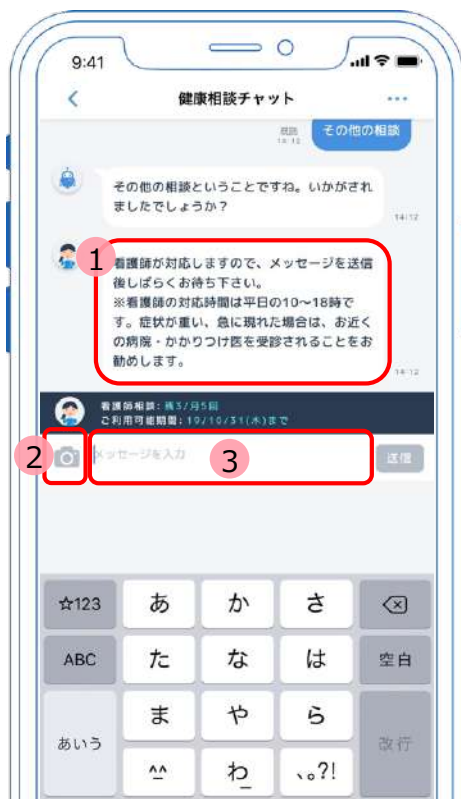 9:41
健康相談チャット
既読
14:12
その他の相談
その他の相談ということですね。いかがされ
ましたでしょうか？
14:12
1
看護師が対応しますので、メッセージを送信
後しばらくお待ち下さい。
※看護師の対応時間は平日の10〜18時で
す。症状が重い、急に現れた場合は、お近く
の病院・かかりつけ医を受診されることをお
勧めします。
14:12
看護師相談：残3/月5回
ご利用可能期間：19/10/31(木)まで
2
メッセージを入力
3
送信
☆123
あ
か
さ
ABC
た
な
は
空白
あいう
ま
や
ら
改行
^^
わ
、。?!